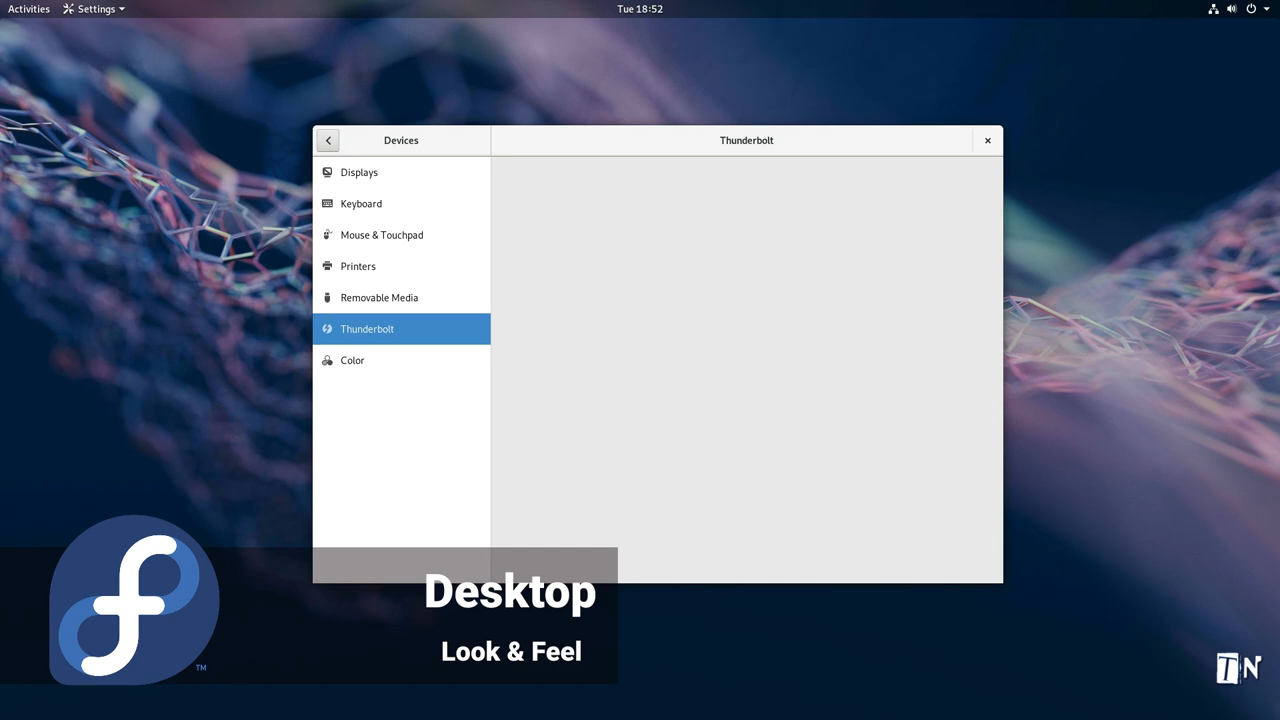 Activities Settings Tue 18:52
Devices Thunderbolt
Displays
Keyboard
Mouse & Touchpad
Printers
Removable Media
Thunderbolt
Color
Desktop
Look & Feel
TM
TN